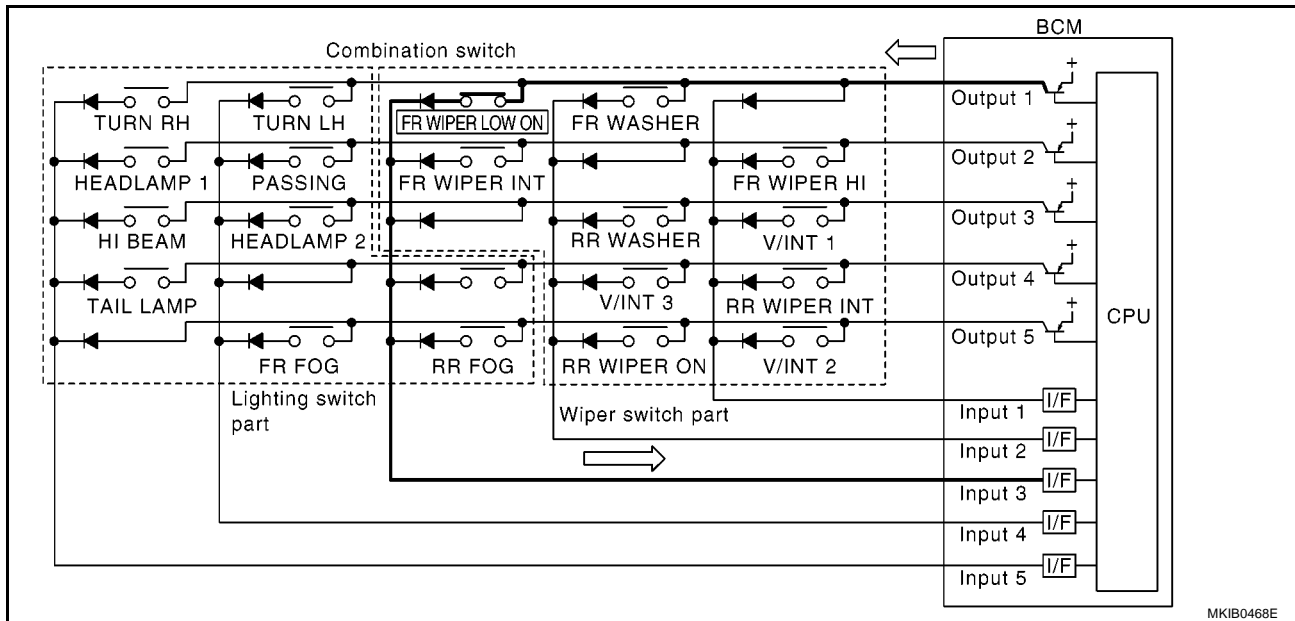 BCM
Combination switch
Output 1
TURN RH TURN LH FR WIPER LOW ON FR WASHER
Output 2
HEADLAMP 1 PASSING FR WIPER INT FR WIPER HI
Output 3
HI BEAM HEADLAMP 2 RR WASHER V/INT 1
Output 4
TAIL LAMP V/INT 3 RR WIPER INT
CPU
Output 5
FR FOG RR FOG RR WIPER ON V/INT 2
Lighting switch
part
Wiper switch part
Input 1 I/F
Input 2 I/F
Input 3 I/F
Input 4 I/F
Input 5 I/F
+
+
+
+
+
MKIB0468E